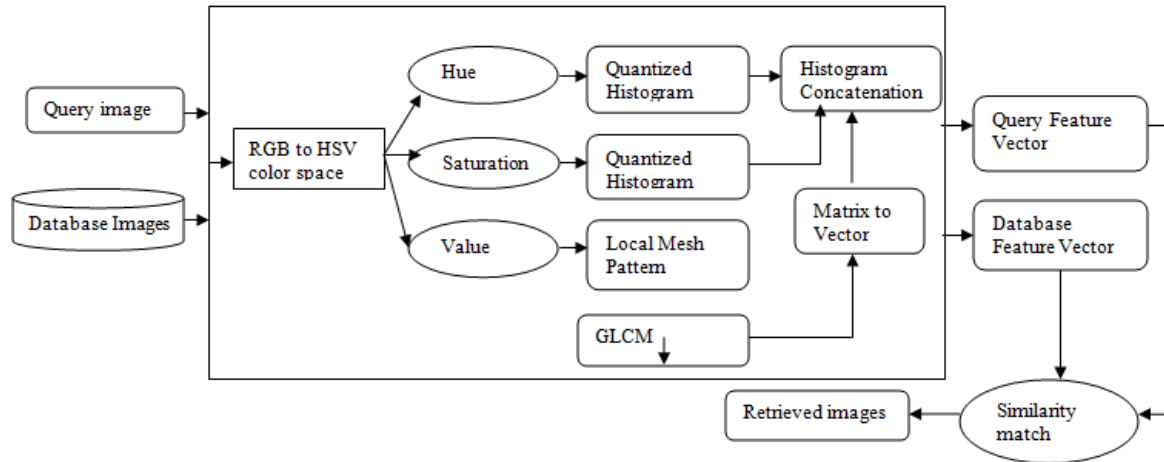 Query image
Database Images
RGB to HSV
color space
Hue
Saturation
Value
Quantized
Histogram
Quantized
Histogram
Local Mesh
Pattern
GLCM
Histogram
Concatenation
Matrix to
Vector
Query Feature
Vector
Database
Feature Vector
Similarity
match
Retrieved images